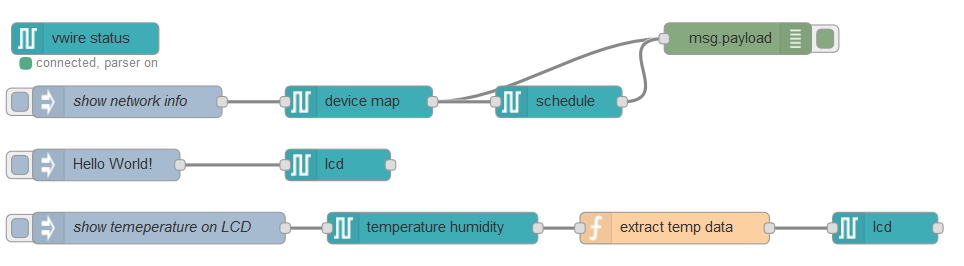 vwire status
msg.payload
connected, parser on
show network info
device map
schedule
Hello World!
lcd
show temeperature on LCD
temperature humidity
extract temp data
lcd